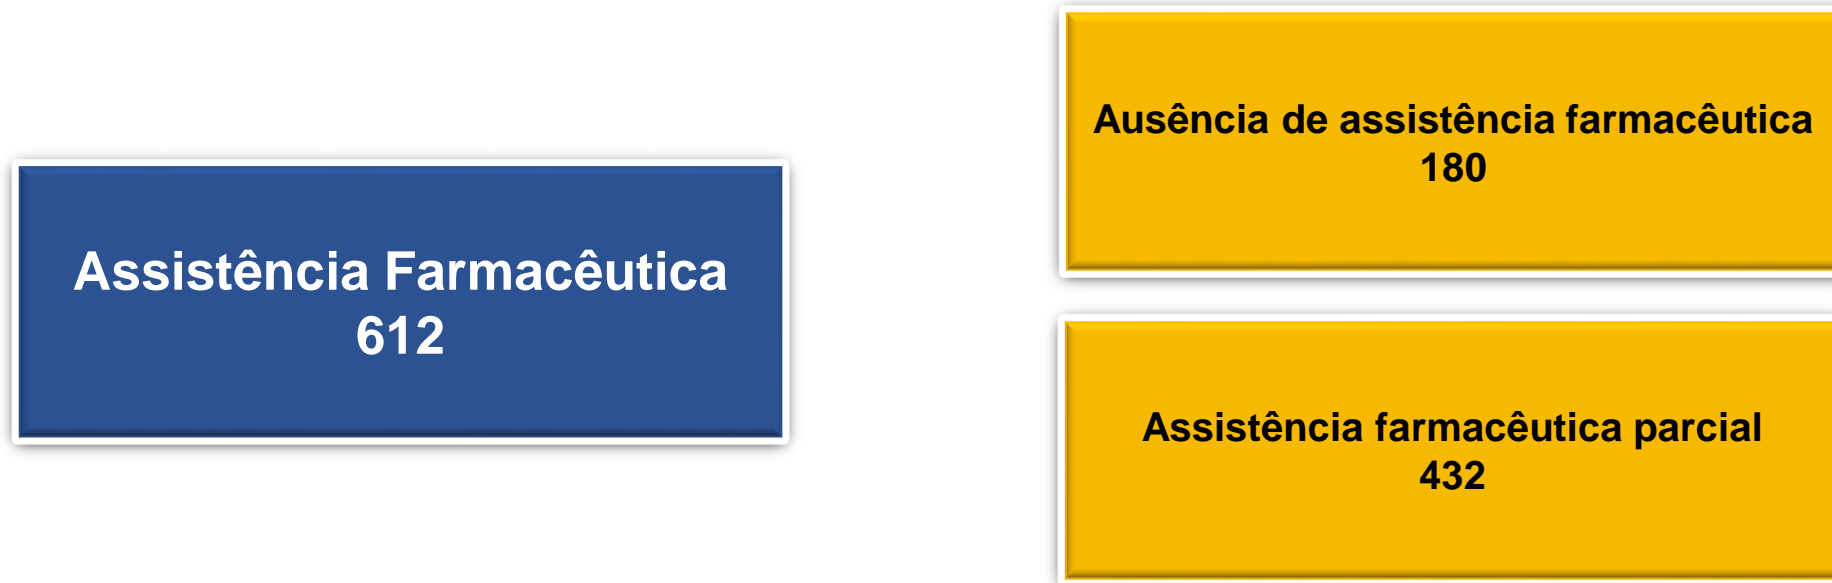 Assistência Farmacêutica
612
Ausência de assistência farmacêutica
180
Assistência farmacêutica parcial
432